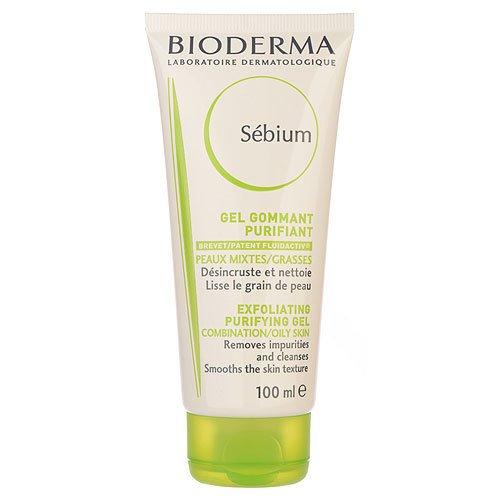 BIODERMA
LABORATOIRE DERMATOLOGIQUE
Sébium
GEL GOMMANT
PURIFIANT
BREVET/PATENT FLUIDACTIV®
PEAUX MIXTES/GRASSES
Désincruste et nettoie
Lisse le grain de peau
EXFOLIATING
PURIFYING GEL
COMBINATION/OILY SKIN
Removes impurities
and cleanses
Smooths the skin texture
100 ml ℮